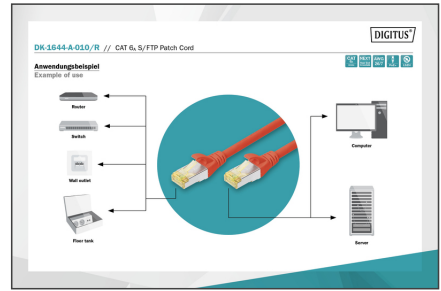 DIGITUS®
DK-1644-A-010/R // CAT 6A S/FTP Patch Cord
Anwendungsbeispiel
Example of use
Router
Switch
Wall outlet
Floor tank
Computer
Server